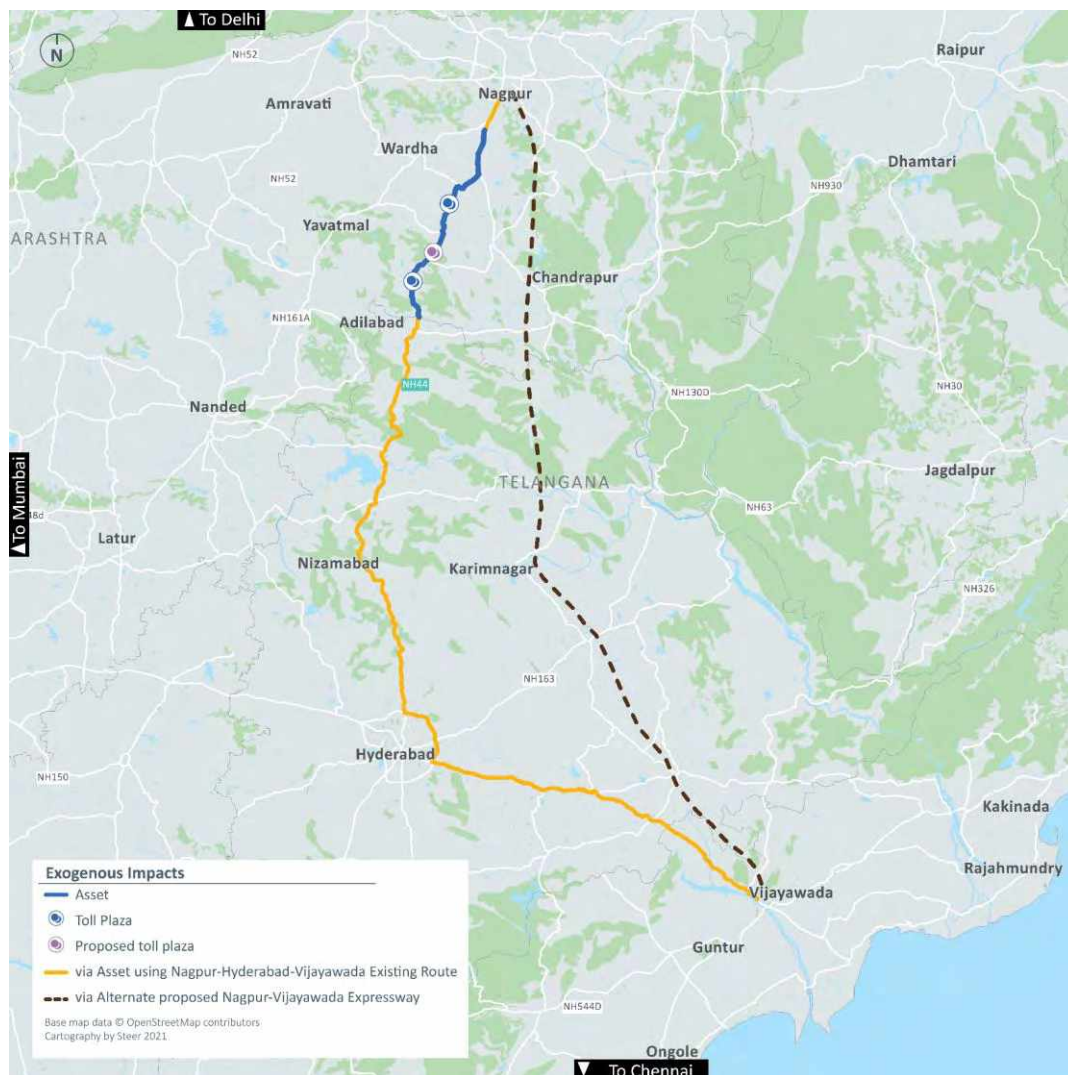 To Delhi
N
NH52
Raipur
Nagpur
Amravati
Wardha
Dhamtari
NH52
NH930
Yavatmal
ARASHTRA
Chandrapur
NH161A
Adilabad
NH44
NH130D
NH30
Nanded
Jagdalpur
TELANGANA
To Mumbai
48d
NH63
Latur
Nizamabad
Karimnagar
NH326
NH163
Hyderabad
NH150
Kakinada
Rajahmundry
Exogenous Impacts
Asset
Vijayawada
Toll Plaza
Proposed toll plaza
Guntur
via Asset using Nagpur-Hyderabad-Vijayawada Existing Route
via Alternate proposed Nagpur-Vijayawada Expressway
NH544D
Base map data © OpenStreetMap contributors
Cartography by Steer 2021
Ongole
To Chennai